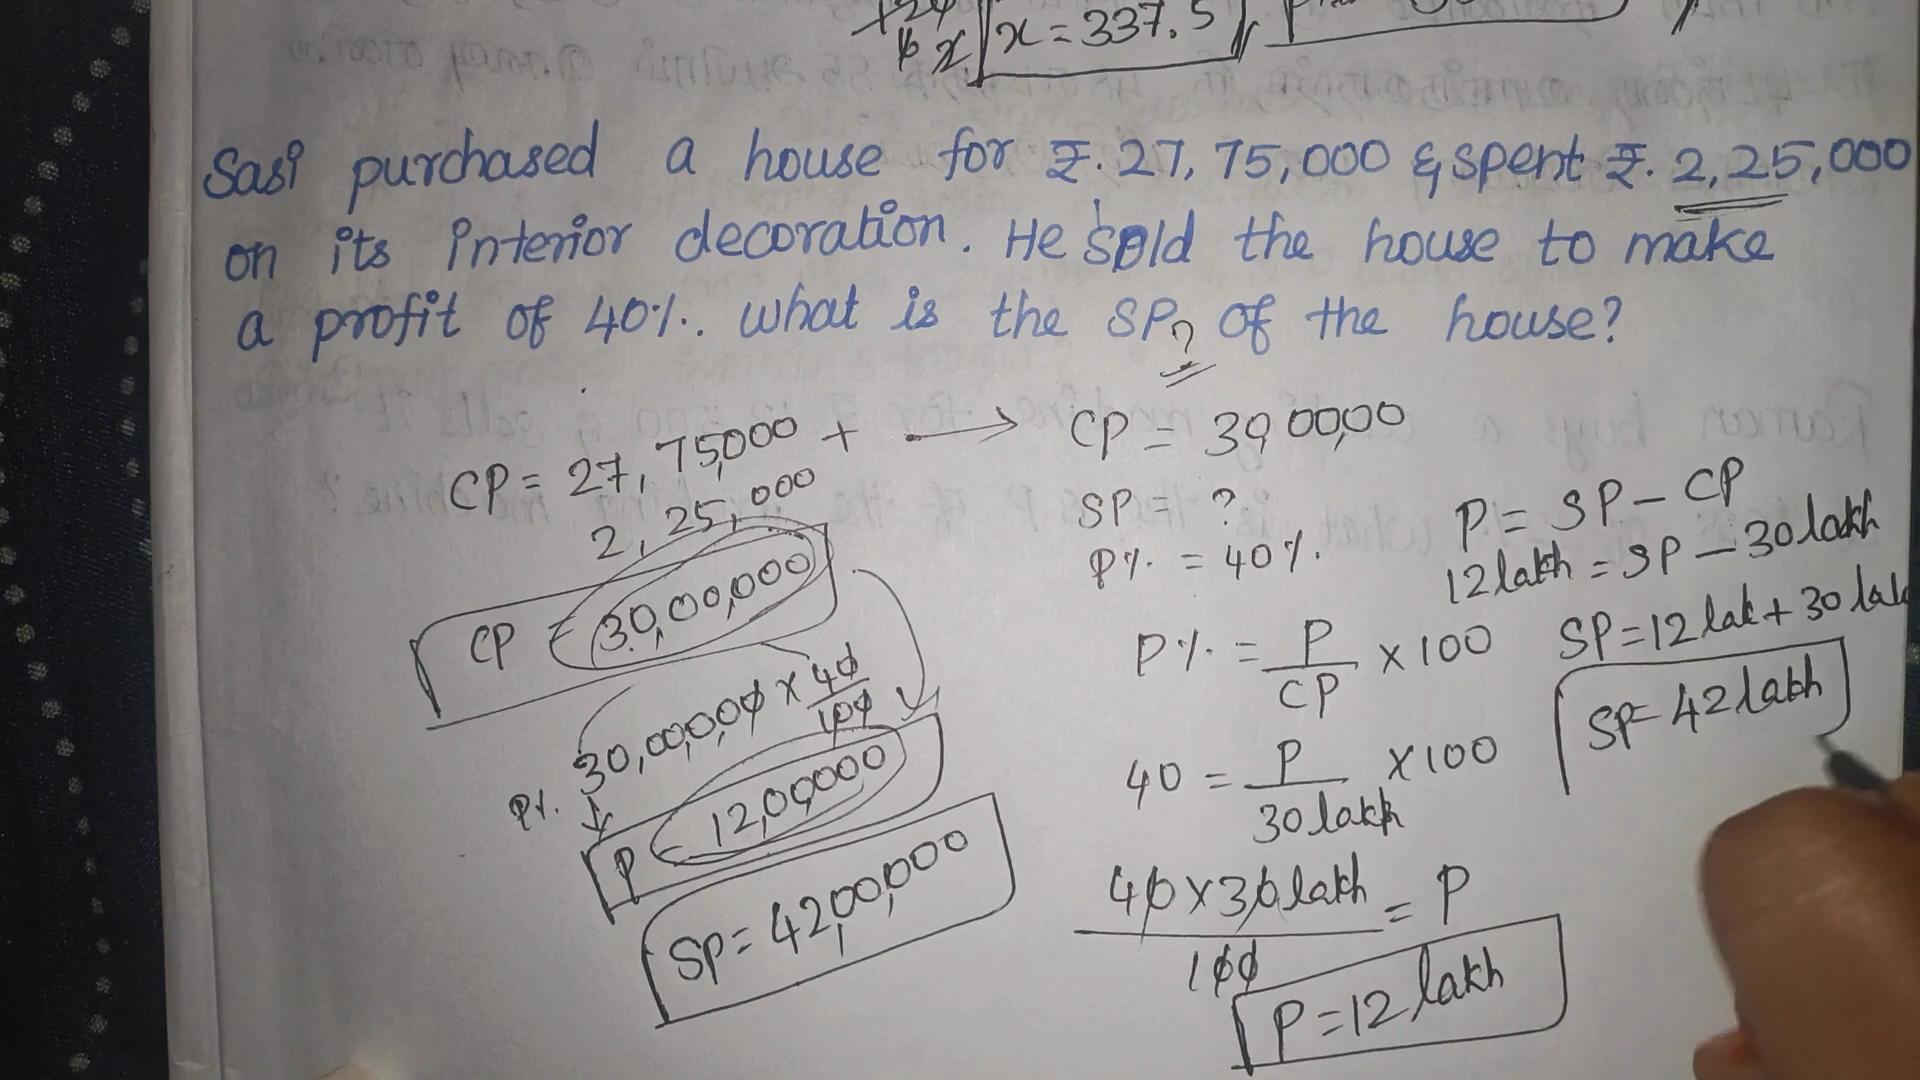 x = 337.5
Sasi purchased a house for ₹. 27,75,000 & spent ₹. 2,25,000
on its interior decoration. He sold the house to make
a profit of 40%. what is the SP? of the house?
CP = 27,75,000 +
2,25,000
CP = 30,00,000
30,00,000 x 40/100
P%.
P = 12,00,000
SP = 42,00,000
→ CP = 30,00,000
SP = ?
P%. = 40%.
P%. = P/CP x 100
40 = P/30 lakh x 100
40 x 30 lakh / 100 = P
P = 12 lakh
P = SP - CP
12 lakh = SP - 30 lakh
SP = 12 lak + 30 lak
SP = 42 lakh